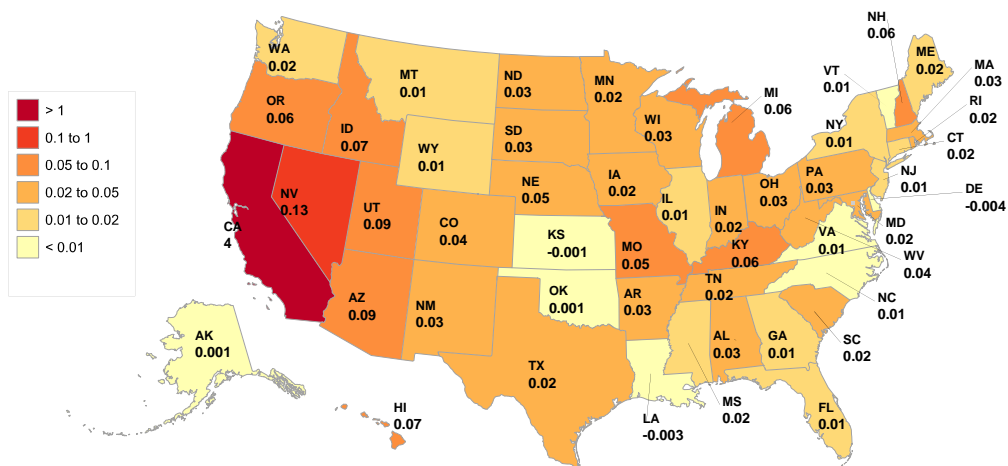 > 1
0.1 to 1
0.05 to 0.1
0.02 to 0.05
0.01 to 0.02
< 0.01
WA
0.02
OR
0.06
CA
4
NV
0.13
ID
0.07
MT
0.01
WY
0.01
UT
0.09
AZ
0.09
CO
0.04
NM
0.03
ND
0.03
SD
0.03
NE
0.05
KS
-0.001
OK
0.001
TX
0.02
MN
0.02
IA
0.02
MO
0.05
AR
0.03
LA
-0.003
WI
0.03
IL
0.01
MI
0.06
IN
0.02
OH
0.03
KY
0.06
TN
0.02
MS
0.02
AL
0.03
GA
0.01
FL
0.01
SC
0.02
NC
0.01
VA
0.01
WV
0.04
MD
0.02
DE
-0.004
PA
0.03
NJ
0.01
NY
0.01
CT
0.02
RI
0.02
MA
0.03
VT
0.01
NH
0.06
ME
0.02
AK
0.001
HI
0.07